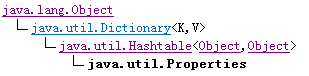 java.lang.Object
java.util.Dictionary<K,V>
java.util.Hashtable<Object,Object>
java.util.Properties